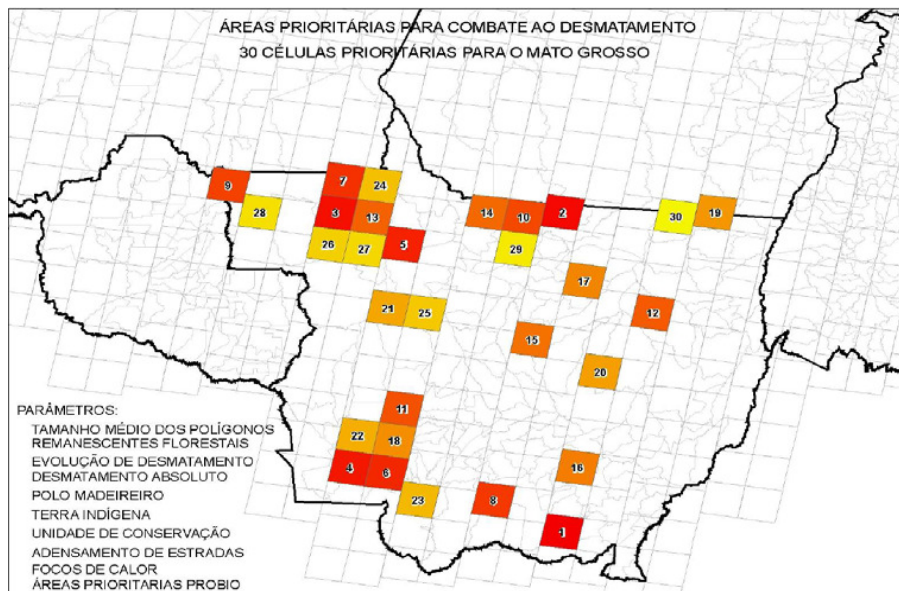 ÁREAS PRIORITÁRIAS PARA COMBATE AO DESMATAMENTO
30 CÉLULAS PRIORITÁRIAS PARA O MATO GROSSO
7
24
9
28
3
13
14
10
2
30
19
26
27
5
29
17
21
25
12
15
20
11
22
18
4
6
16
23
8
1
PARÂMETROS:
TAMANHO MÉDIO DOS POLÍGONOS
REMANESCENTES FLORESTAIS
EVOLUÇÃO DE DESMATAMENTO
DESMATAMENTO ABSOLUTO
POLO MADEIREIRO
TERRA INDÍGENA
UNIDADE DE CONSERVAÇÃO
ADENSAMENTO DE ESTRADAS
FOCOS DE CALOR
ÁREAS PRIORITARIAS PROBIO